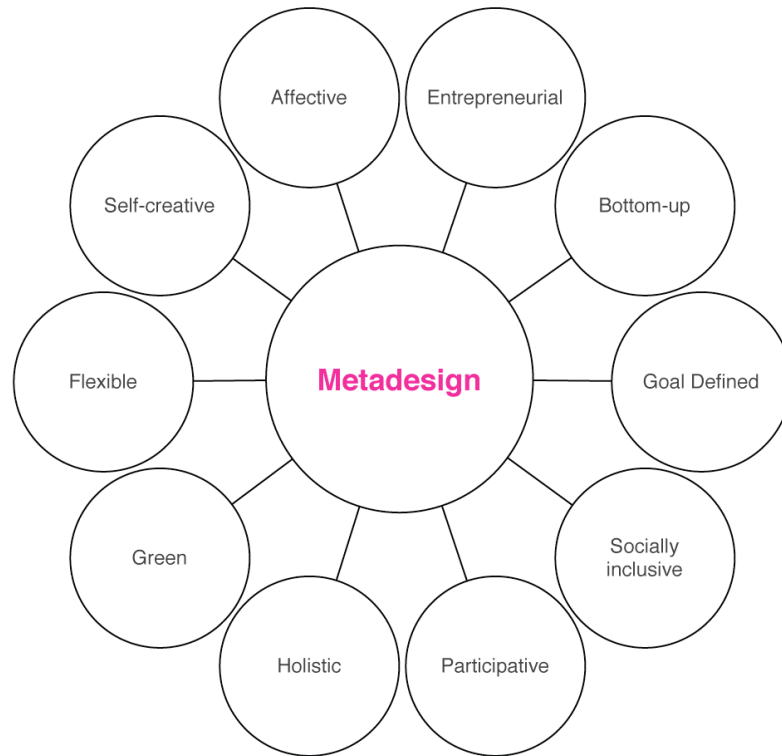 Affective
Entrepreneurial
Self-creative
Bottom-up
Flexible
Metadesign
Goal Defined
Green
Socially
inclusive
Holistic
Participative